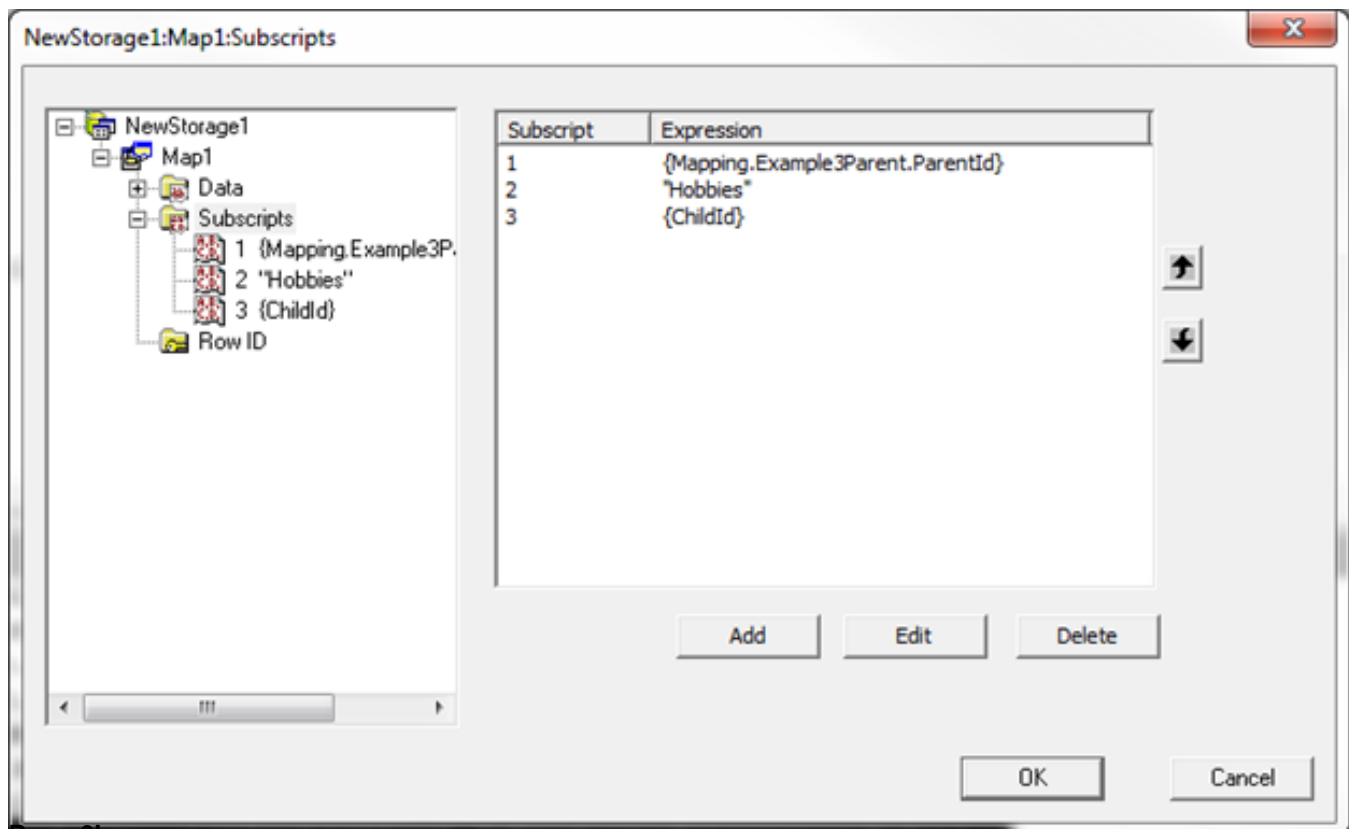 NewStorage1:Map1:Subscripts
NewStorage1
Map1
Data
Subscripts
1 {Mapping.Example3P.
2 "Hobbies"
3 {ChildId}
Row ID
Subscript Expression
1 {Mapping.Example3Parent.ParentId}
2 "Hobbies"
3 {ChildId}
Add Edit Delete
OK Cancel